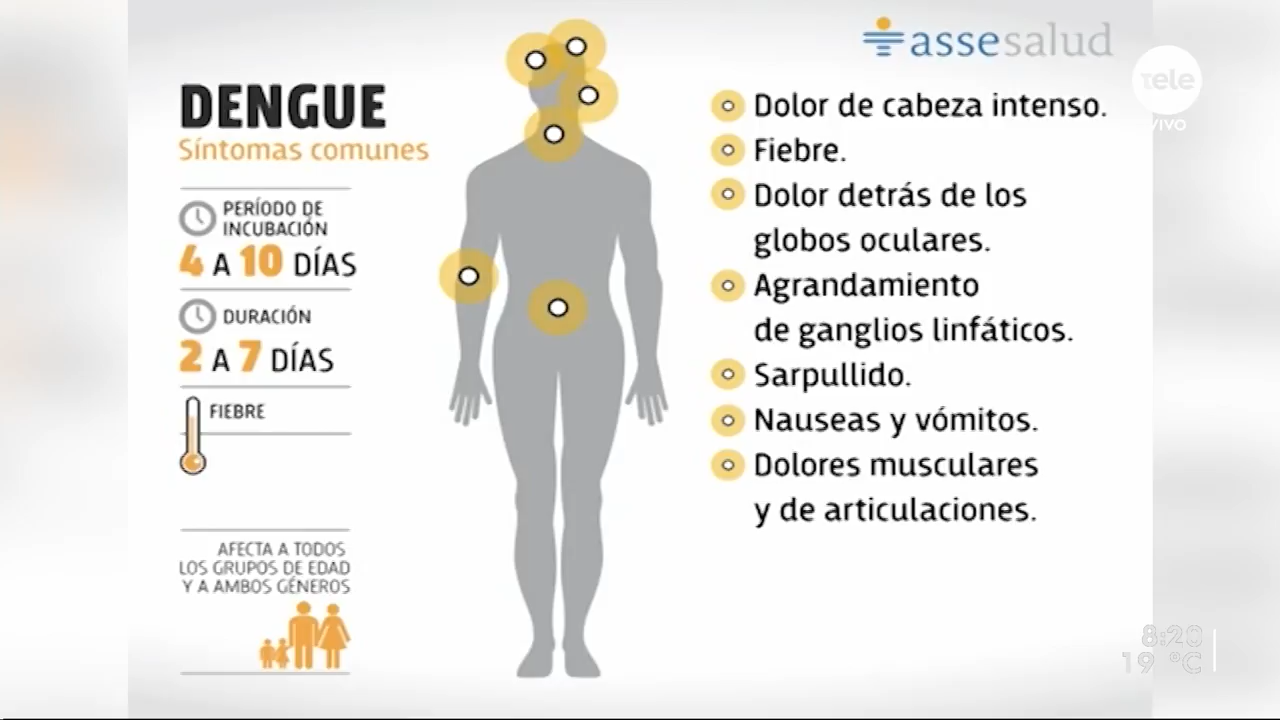 assesalud
tele
VIVO
DENGUE
Síntomas comunes
PERÍODO DE
INCUBACIÓN
4 A 10 DÍAS
DURACIÓN
2 A 7 DÍAS
FIEBRE
AFECTA A TODOS
LOS GRUPOS DE EDAD
Y A AMBOS GÉNEROS
Dolor de cabeza intenso.
Fiebre.
Dolor detrás de los
globos oculares.
Agrandamiento
de ganglios linfáticos.
Sarpullido.
Nauseas y vómitos.
Dolores musculares
y de articulaciones.
8:20
19 °C